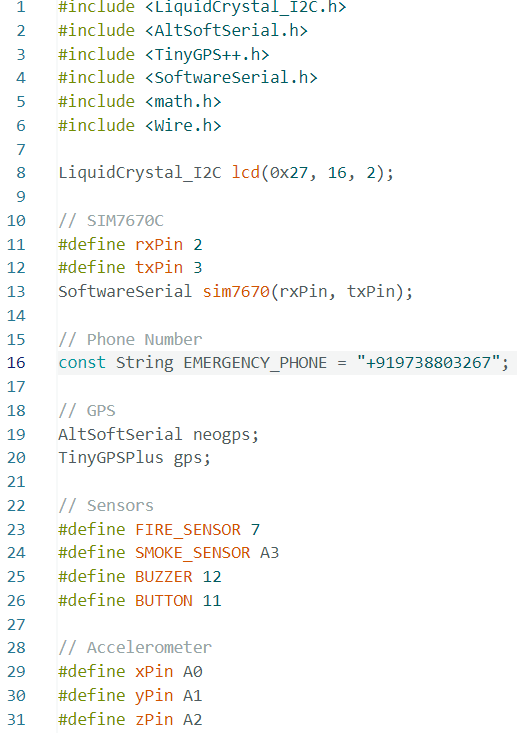 1 #include <LiquidCrystal_I2C.h>
2 #include <AltSoftSerial.h>
3 #include <TinyGPS++.h>
4 #include <SoftwareSerial.h>
5 #include <math.h>
6 #include <Wire.h>
7
8 LiquidCrystal_I2C lcd(0x27, 16, 2);
9
10 // SIM7670C
11 #define rxPin 2
12 #define txPin 3
13 SoftwareSerial sim7670(rxPin, txPin);
14
15 // Phone Number
16 const String EMERGENCY_PHONE = "+919738803267";
17
18 // GPS
19 AltSoftSerial neogps;
20 TinyGPSPlus gps;
21
22 // Sensors
23 #define FIRE_SENSOR 7
24 #define SMOKE_SENSOR A3
25 #define BUZZER 12
26 #define BUTTON 11
27
28 // Accelerometer
29 #define xPin A0
30 #define yPin A1
31 #define zPin A2